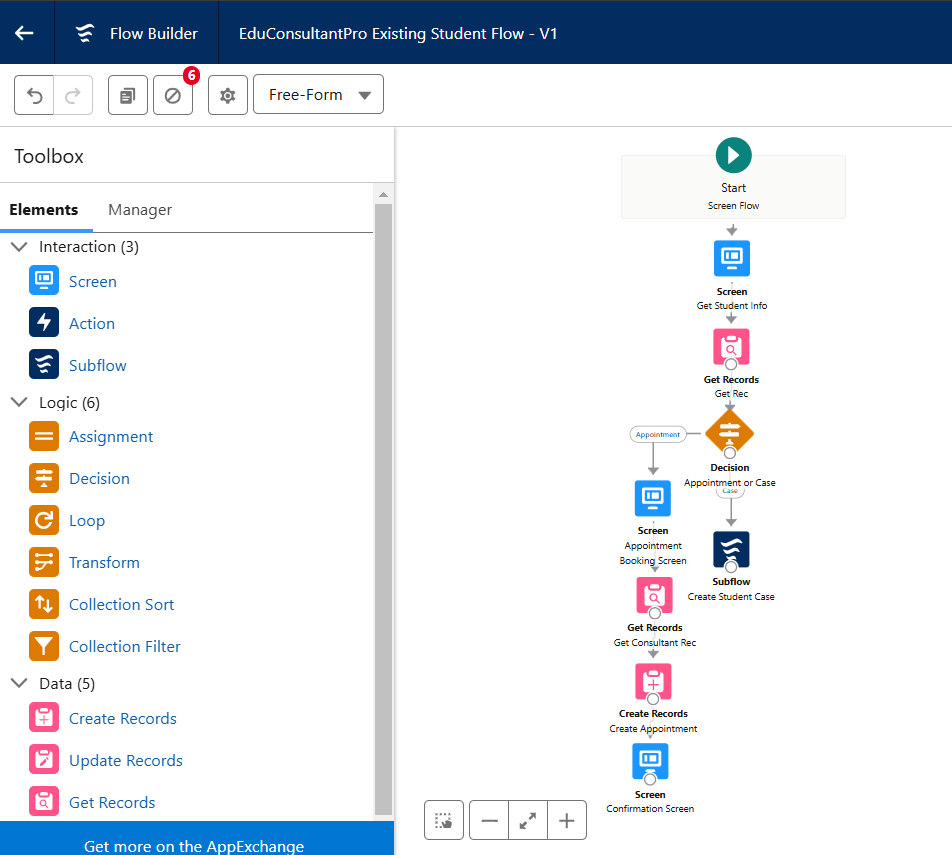 Flow Builder
EduConsultantPro Existing Student Flow - V1
6
Free-Form
Toolbox
Elements
Manager
Interaction (3)
Screen
Action
Subflow
Logic (6)
Assignment
Decision
Loop
Transform
Collection Sort
Collection Filter
Data (5)
Create Records
Update Records
Get Records
Get more on the AppExchange
Start
Screen Flow
Screen
Get Student Info
Get Records
Get Rec
Appointment
Decision
Appointment or Case
Case
Screen
Appointment
Booking Screen
Subflow
Create Student Case
Get Records
Get Consultant Rec
Create Records
Create Appointment
Screen
Confirmation Screen